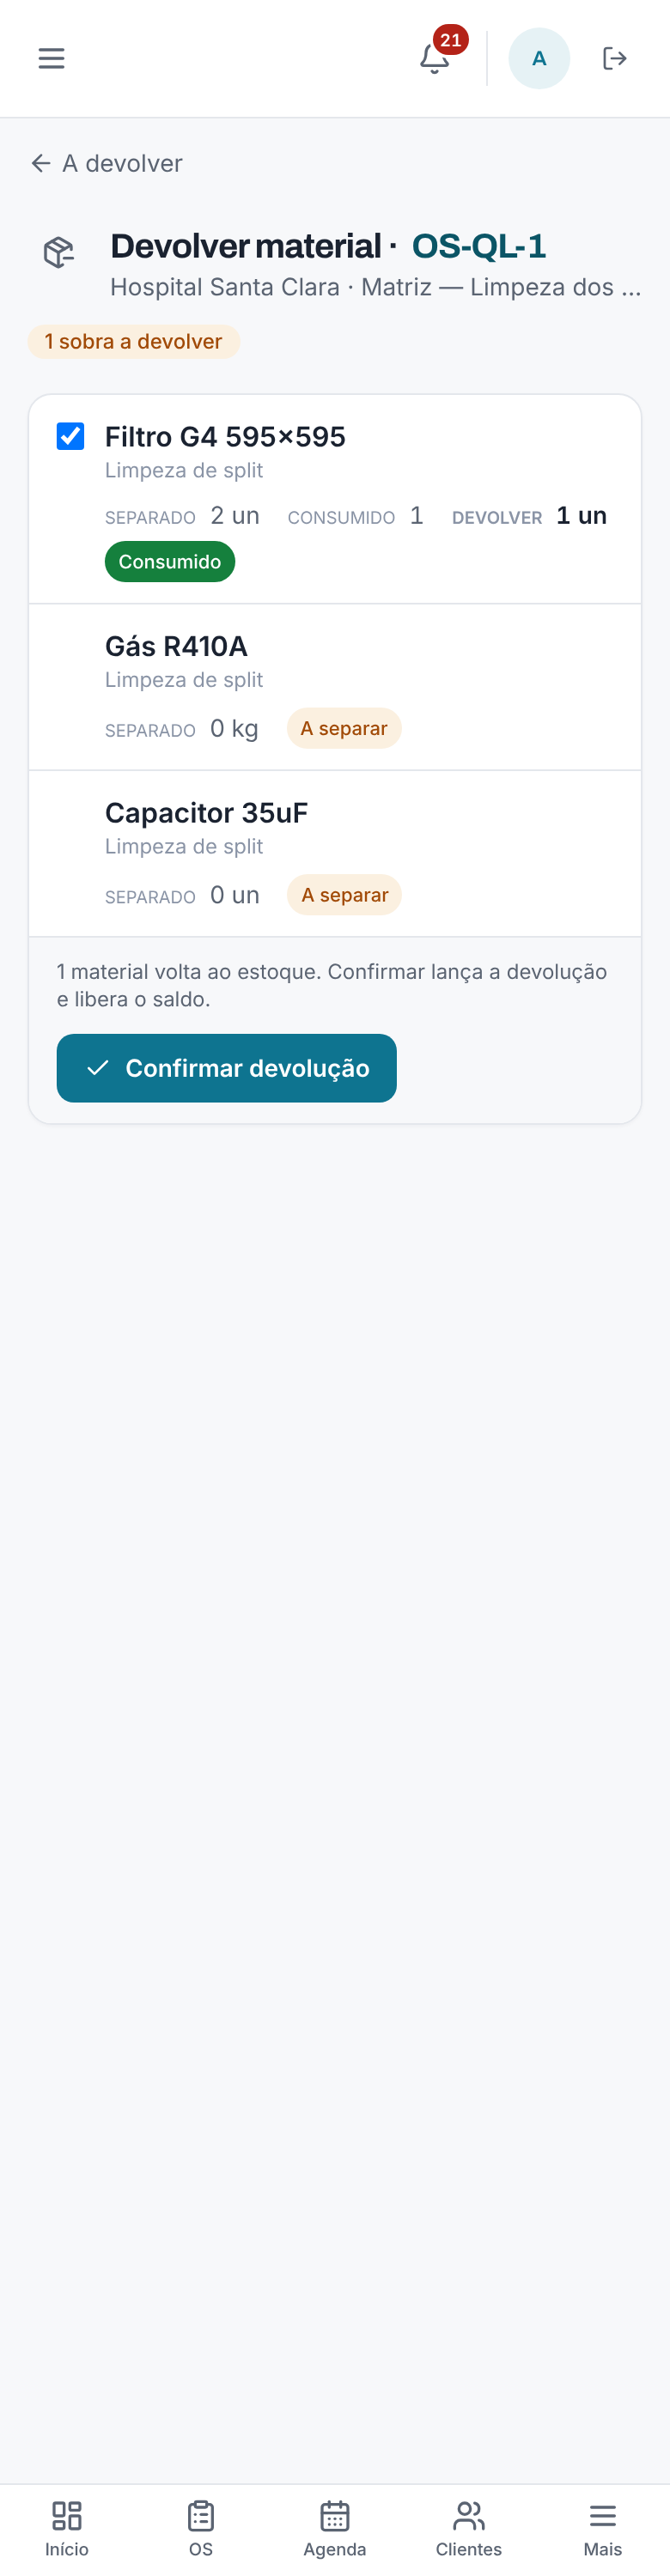 21
A
A devolver
Devolver material · OS-QL-1
Hospital Santa Clara · Matriz — Limpeza dos ...
1 sobra a devolver
Filtro G4 595×595
Limpeza de split
SEPARADO 2 un CONSUMIDO 1 DEVOLVER 1 un
Consumido
Gás R410A
Limpeza de split
SEPARADO 0 kg A separar
Capacitor 35uF
Limpeza de split
SEPARADO 0 un A separar
1 material volta ao estoque. Confirmar lança a devolução
e libera o saldo.
Confirmar devolução
Início OS Agenda Clientes Mais